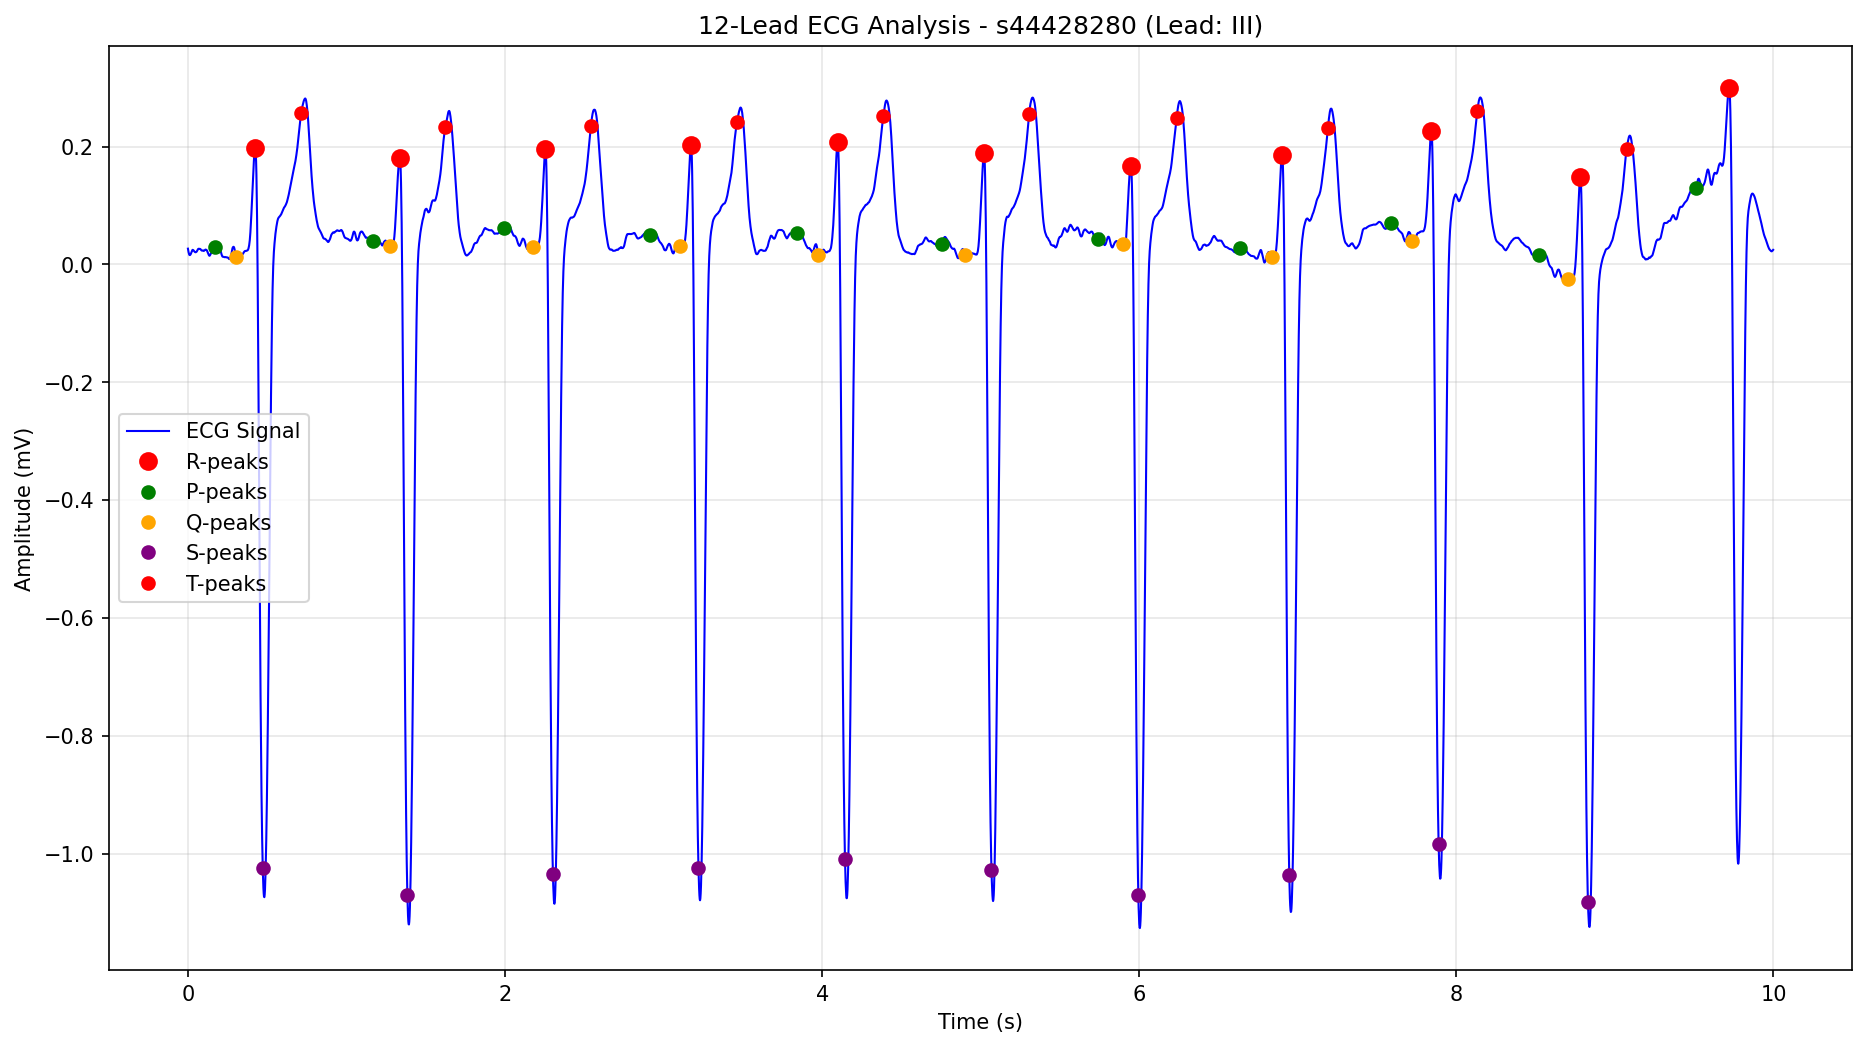 12-Lead ECG Analysis - s44428280 (Lead: III)
Amplitude (mV)
0.2
0.0
−0.2
−0.4
−0.6
−0.8
−1.0
ECG Signal
R-peaks
P-peaks
Q-peaks
S-peaks
T-peaks
0 2 4 6 8 10
Time (s)